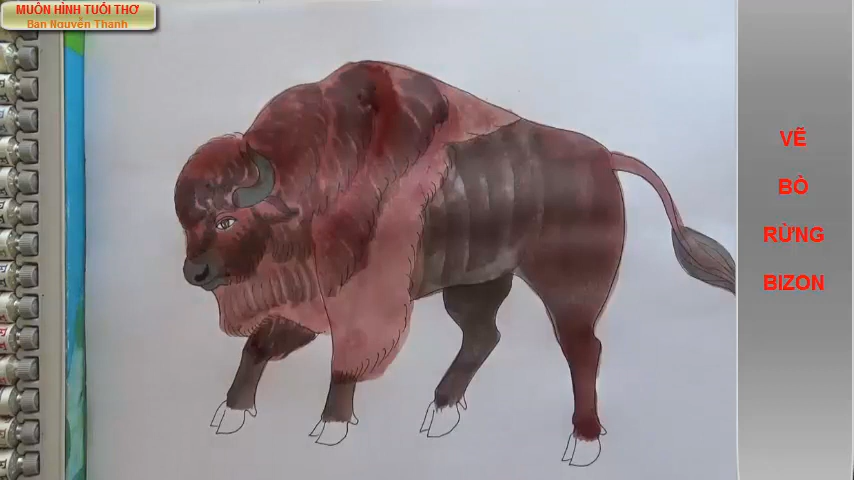 MUÔN HÌNH TUỔI THƠ
Ban Nguyễn Thanh
VẼ
BÒ
RỪNG
BIZON